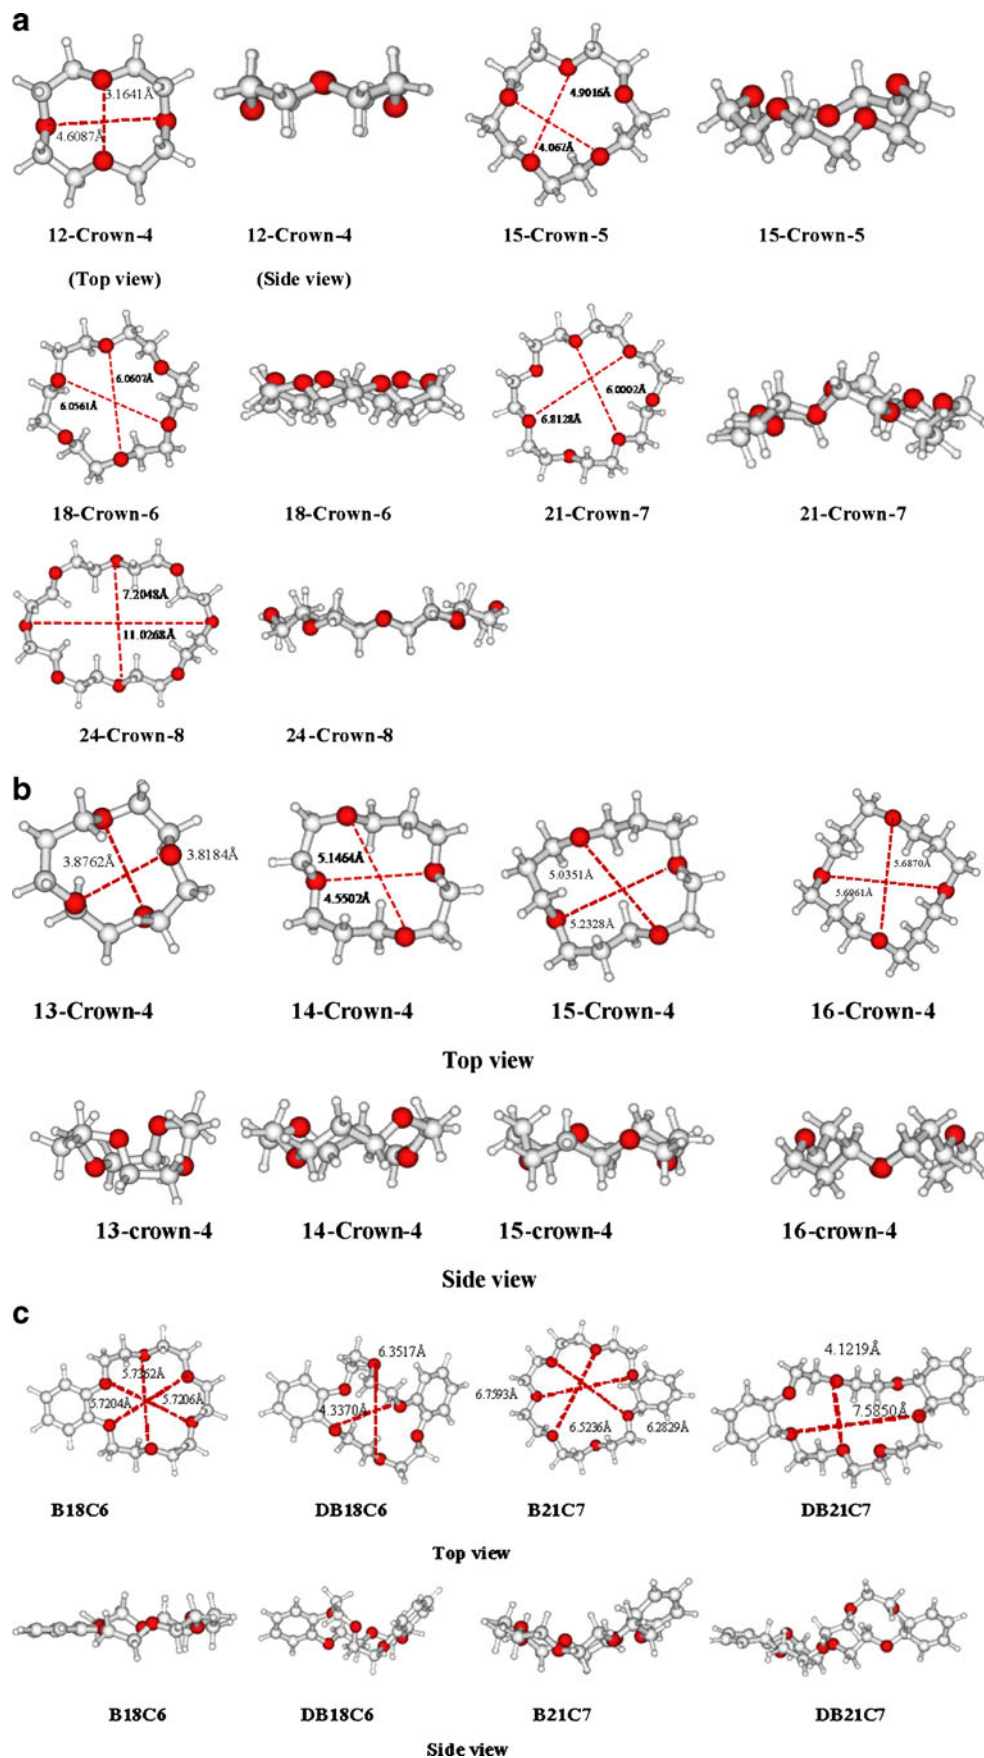 a
3.1641Å
4.6087Å
4.9016Å
4.067Å
12-Crown-4 12-Crown-4 15-Crown-5 15-Crown-5
(Top view) (Side view)
6.0607Å
6.0561Å
6.0002Å
6.8128Å
18-Crown-6 18-Crown-6 21-Crown-7 21-Crown-7
7.2048Å
11.0268Å
24-Crown-8 24-Crown-8
b
3.8762Å 3.8184Å
5.1464Å
4.5502Å
5.0351Å
5.2328Å
5.6870Å
5.6961Å
13-Crown-4 14-Crown-4 15-Crown-4 16-Crown-4
Top view
13-crown-4 14-Crown-4 15-crown-4 16-crown-4
Side view
c
5.7362Å
5.7204Å 5.7206Å
6.3517Å
4.3370Å
6.7593Å
6.5236Å 6.2829Å
4.1219Å
7.5850Å
B18C6 DB18C6 B21C7 DB21C7
Top view
B18C6 DB18C6 B21C7 DB21C7
Side view